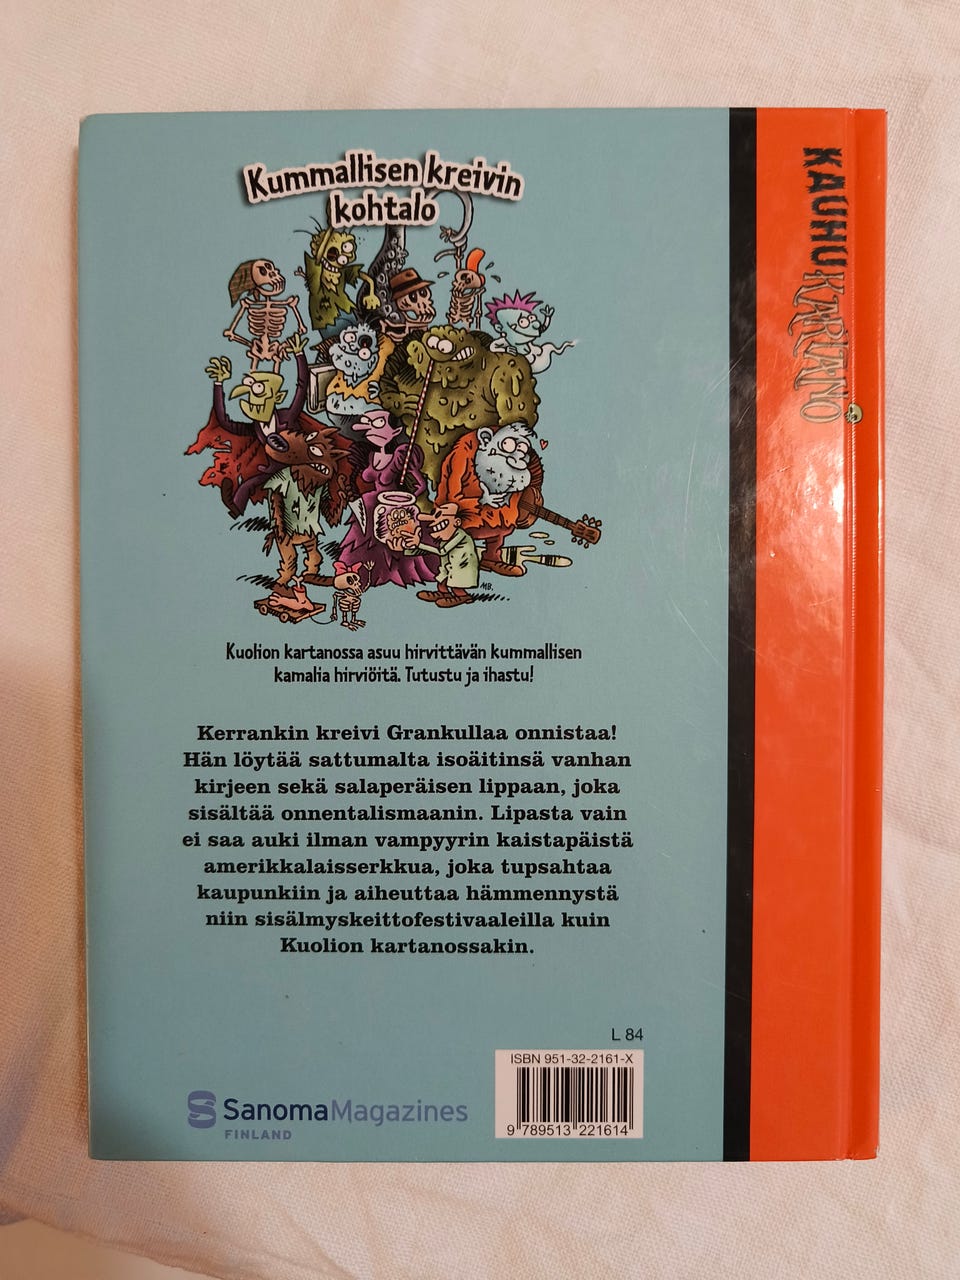 Kummallisen kreivin
kohtalo
MB.
Kuolion kartanossa asuu hirvittävän kummallisen
kamalia hirviöitä. Tutustu ja ihastu!
Kerrankin kreivi Grankullaa onnistaa!
Hän löytää sattumalta isoäitinsä vanhan
kirjeen sekä salaperäisen lippaan, joka
sisältää onnentalismaanin. Lipasta vain
ei saa auki ilman vampyyrin kaistapäistä
amerikkalaisserkkua, joka tupsahtaa
kaupunkiin ja aiheuttaa hämmennystä
niin sisälmyskeittofestivaaleilla kuin
Kuolion kartanossakin.
L 84
ISBN 951-32-2161-X
9 789513 221614
SanomaMagazines
FINLAND
KAUHUKARTANO